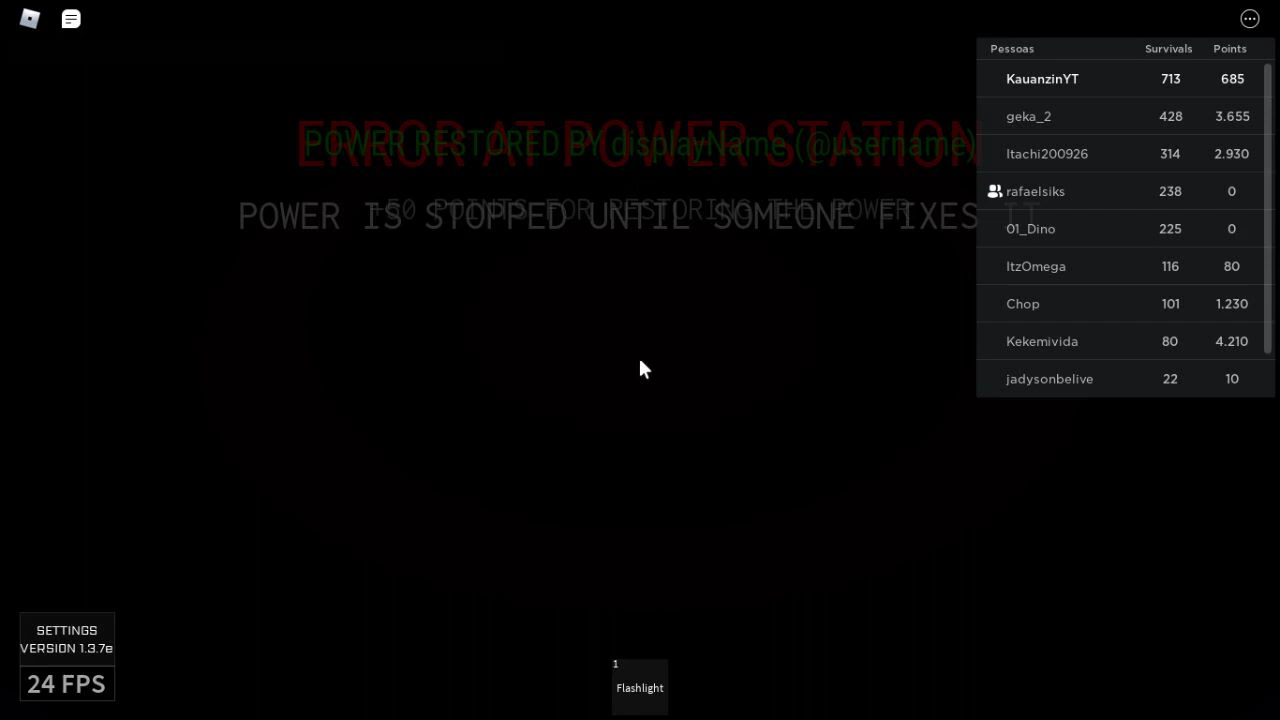 Pessoas Survivals Points
KauanzinYT 713 685
geka_2 428 3.655
Itachi200926 314 2.930
rafaelsiks 238 0
01_Dino 225 0
ItzOmega 116 80
Chop 101 1.230
Kekemivida 80 4.210
jadysonbelive 22 10
ERROR AT POWER STATION
POWER RESTORED BY displayName (@username)
+50 POINTS FOR RESTORING THE POWER
POWER IS STOPPED UNTIL SOMEONE FIXES IT
SETTINGS
VERSION 1.3.7e
24 FPS
1
Flashlight